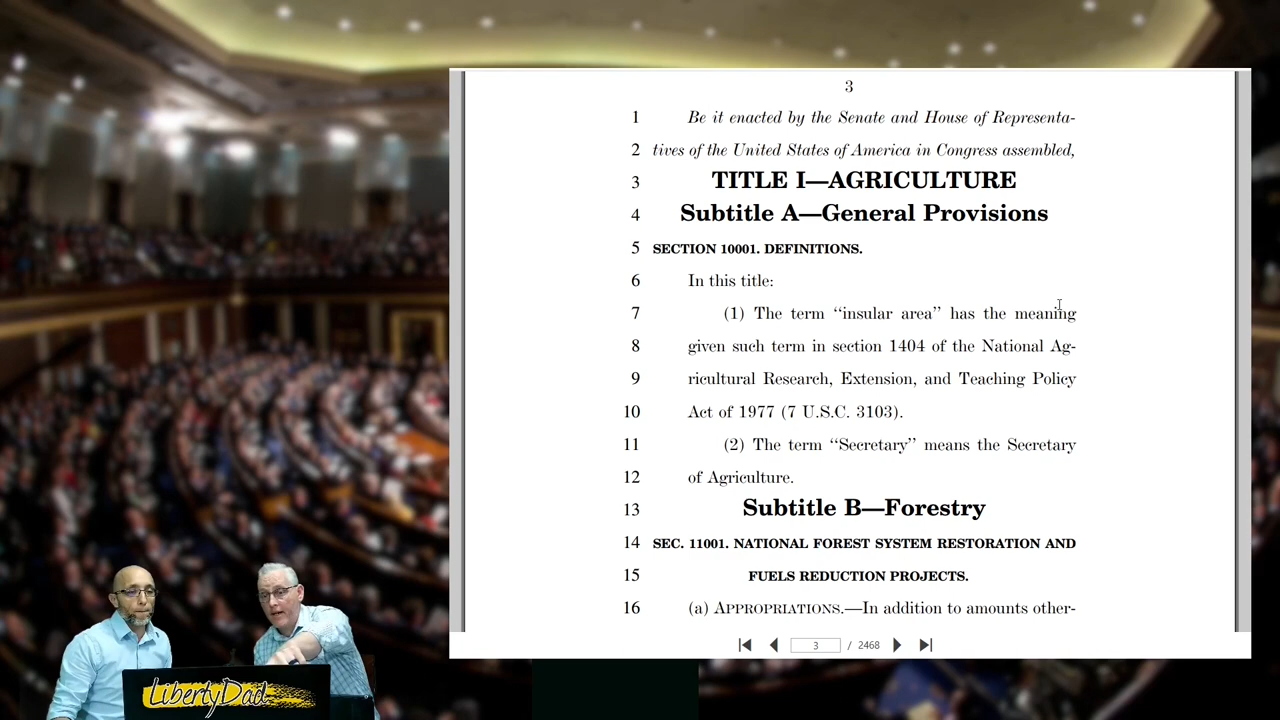 3
1 Be it enacted by the Senate and House of Representa-
2 tives of the United States of America in Congress assembled,
3 TITLE I—AGRICULTURE
4 Subtitle A—General Provisions
5 SECTION 10001. DEFINITIONS.
6 In this title:
7 (1) The term ‘‘insular area’’ has the meaning
8 given such term in section 1404 of the National Ag-
9 ricultural Research, Extension, and Teaching Policy
10 Act of 1977 (7 U.S.C. 3103).
11 (2) The term ‘‘Secretary’’ means the Secretary
12 of Agriculture.
13 Subtitle B—Forestry
14 SEC. 11001. NATIONAL FOREST SYSTEM RESTORATION AND
15 FUELS REDUCTION PROJECTS.
16 (a) APPROPRIATIONS.—In addition to amounts other-
3 / 2468
LibertyDad